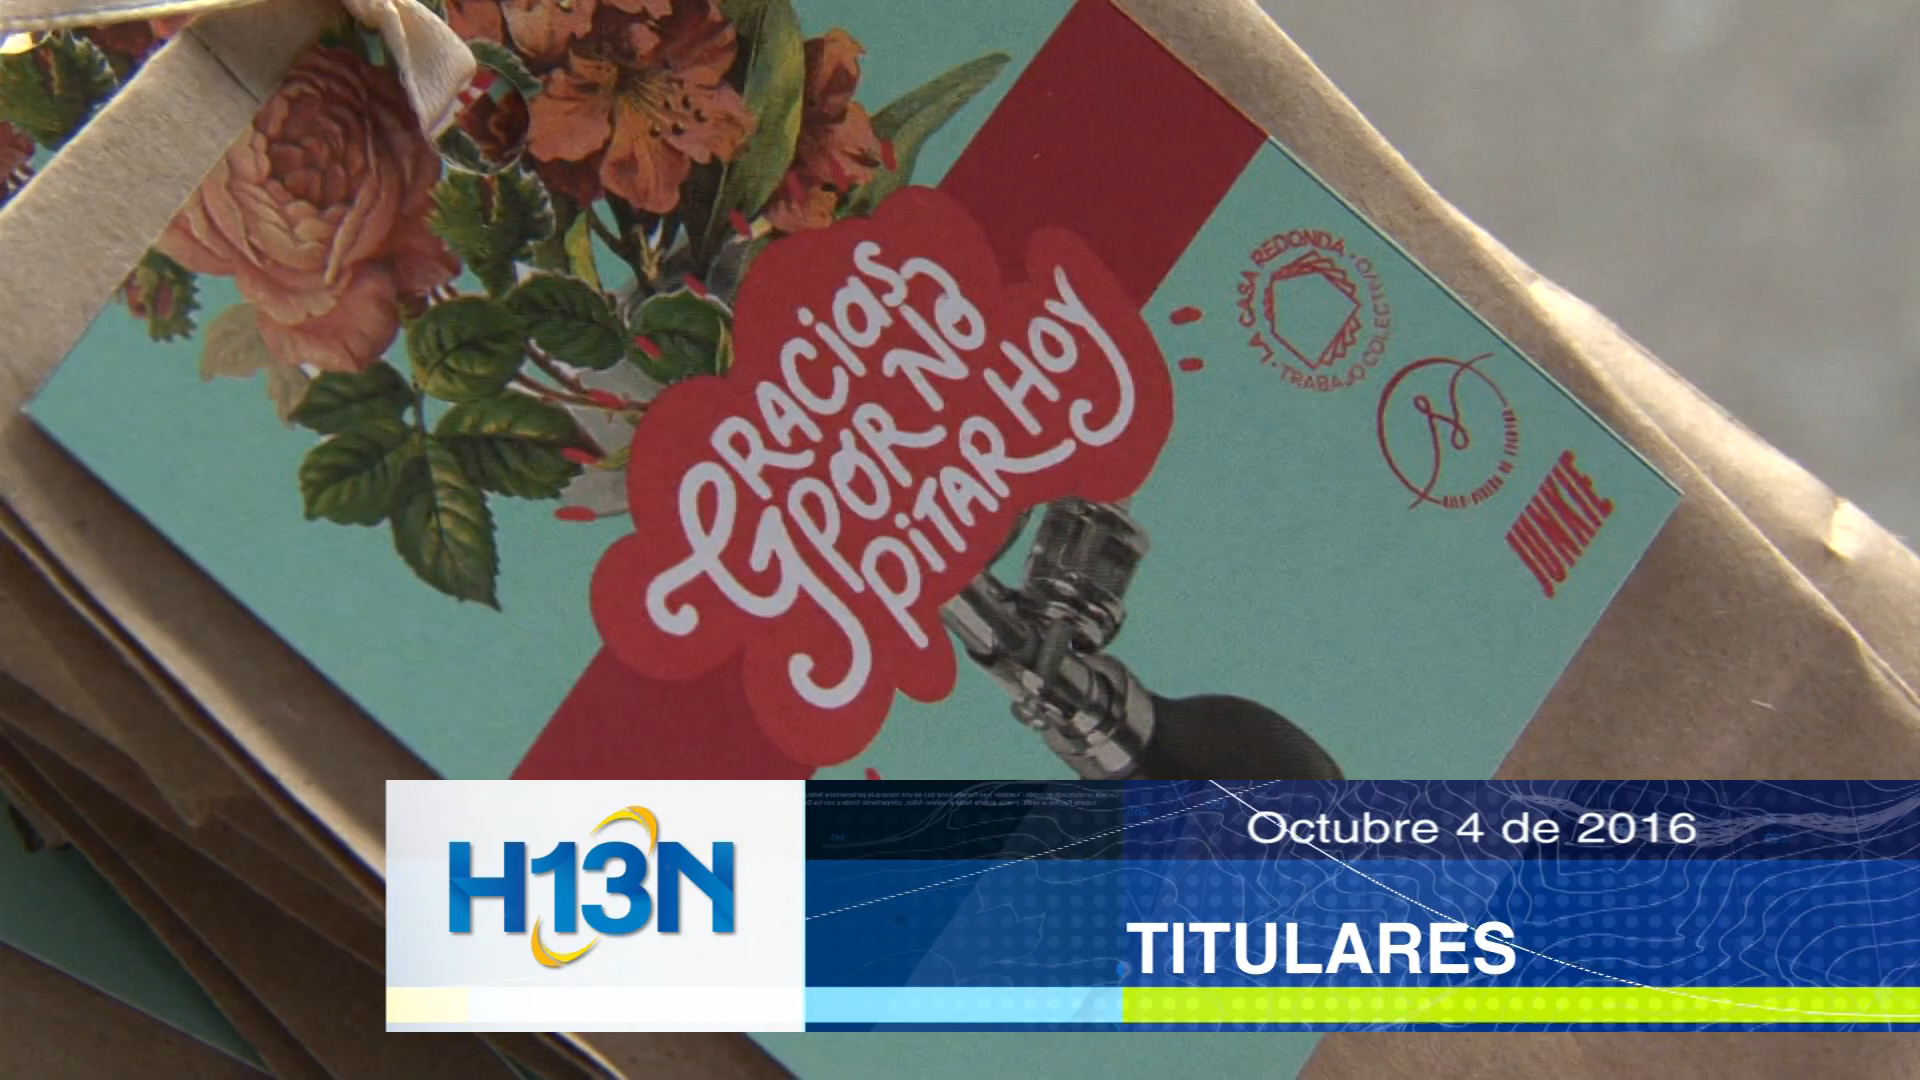 GRACIAS
POR NO
PiTAR HOY
LA CASA REDONDA · TRABAJO COLECTIVO ·
JUNKIE
H13N
Octubre 4 de 2016
TITULARES